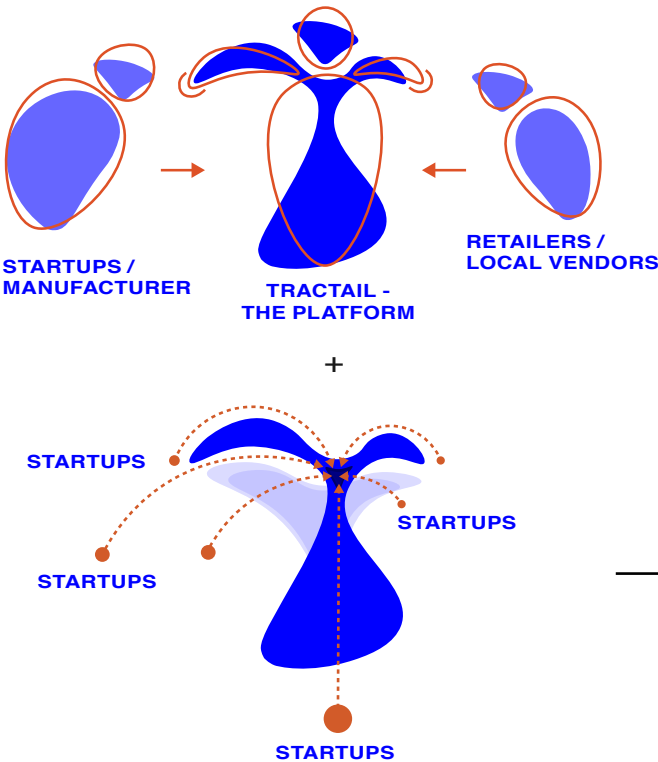 STARTUPS /
MANUFACTURER
RETAILERS /
LOCAL VENDORS
TRACTAIL -
THE PLATFORM
+
STARTUPS
STARTUPS
STARTUPS
STARTUPS